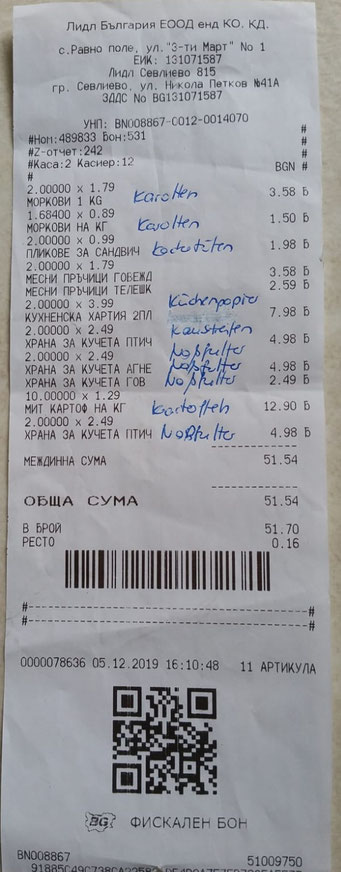 Лидл България ЕООД енд КО. КД.
с.Равно поле, ул."3-ти Март" No 1
ЕИК: 131071587
Лидл Севлиево 815
гр. Севлиево, ул. Никола Петков №41А
ЗДДС No BG131071587
УНП: BN008867-0012-0014070 #
#Ном:489833 Бон:531 #
#Z-отчет:242 #
#Каса:2 Касиер:12 BGN #
#
2.00000 x 1.79 Karotten 3.58 Б
МОРКОВИ 1 KG
1.68400 x 0.89 Karotten 1.50 Б
МОРКОВИ НА КГ
2.00000 x 0.99 1.98 Б
ПЛИКОВЕ ЗА САНДВИЧ
2.00000 x 1.79 3.58 Б
МЕСНИ ПРЪЧИЦИ ГОВЕЖД
МЕСНИ ПРЪЧИЦИ ТЕЛЕШК 2.59 Б
2.00000 x 3.99 Küchenpapier 7.98 Б
КУХНЕНСКА ХАРТИЯ 2ПЛ
2.00000 x 2.49 Kaustreifen 4.98 Б
ХРАНА ЗА КУЧЕТА ПТИЧ Naßfutter
2.00000 x 2.49
ХРАНА ЗА КУЧЕТА АГНЕ Naßfutter 4.98 Б
ХРАНА ЗА КУЧЕТА ГОВ Naßfutter 2.49 Б
10.00000 x 1.29
МИТ КАРТОФ НА КГ Kartoffeln 12.90 Б
2.00000 x 2.49
ХРАНА ЗА КУЧЕТА ПТИЧ Naßfutter 4.98 Б
МЕЖДИННА СУМА 51.54
ОБЩА СУМА 51.54
В БРОЙ 51.70
РЕСТО 0.16
#--------------------------------------#
#--------------------------------------#
0000078636 05.12.2019 16:10:48 11 АРТИКУЛА
BG ФИСКАЛЕН БОН
BN008867 51009750